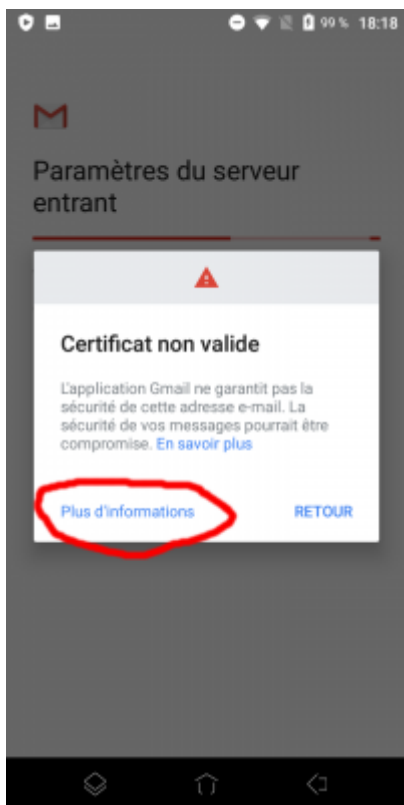 99 % 18:18
Paramètres du serveur
entrant
Certificat non valide
L'application Gmail ne garantit pas la
sécurité de cette adresse e-mail. La
sécurité de vos messages pourrait être
compromise. En savoir plus
Plus d'informations RETOUR